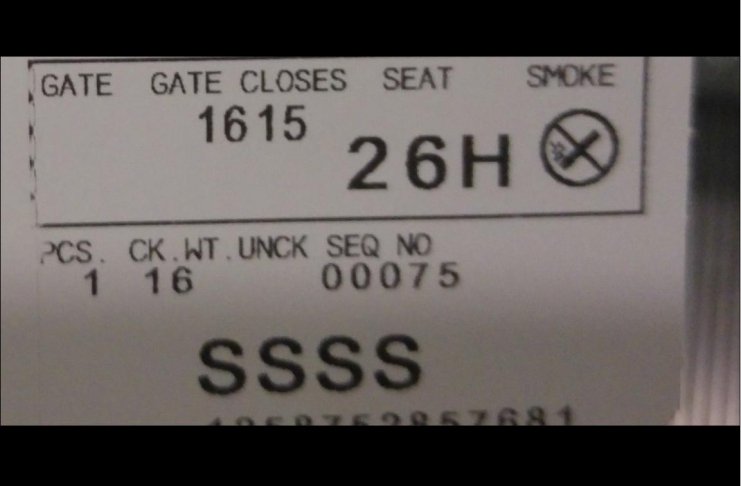 GATE GATE CLOSES SEAT SMOKE
1615
26H
PCS. CK.WT.UNCK SEQ NO
1 16 00075
SSSS